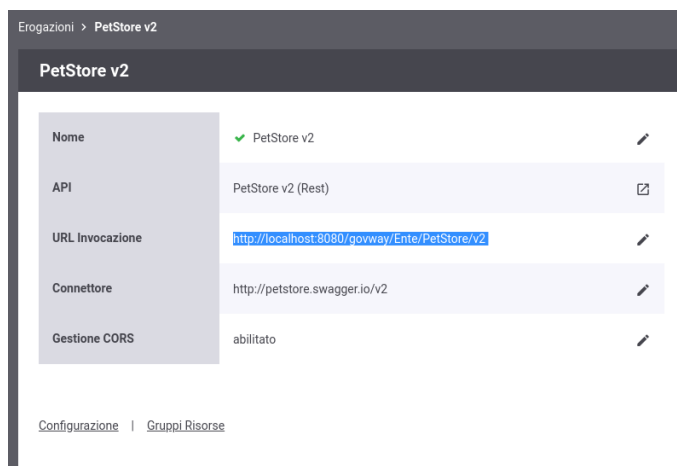 Erogazioni > PetStore v2
PetStore v2
Nome PetStore v2
API PetStore v2 (Rest)
URL Invocazione http://localhost:8080/govway/Ente/PetStore/v2
Connettore http://petstore.swagger.io/v2
Gestione CORS abilitato
Configurazione | Gruppi Risorse